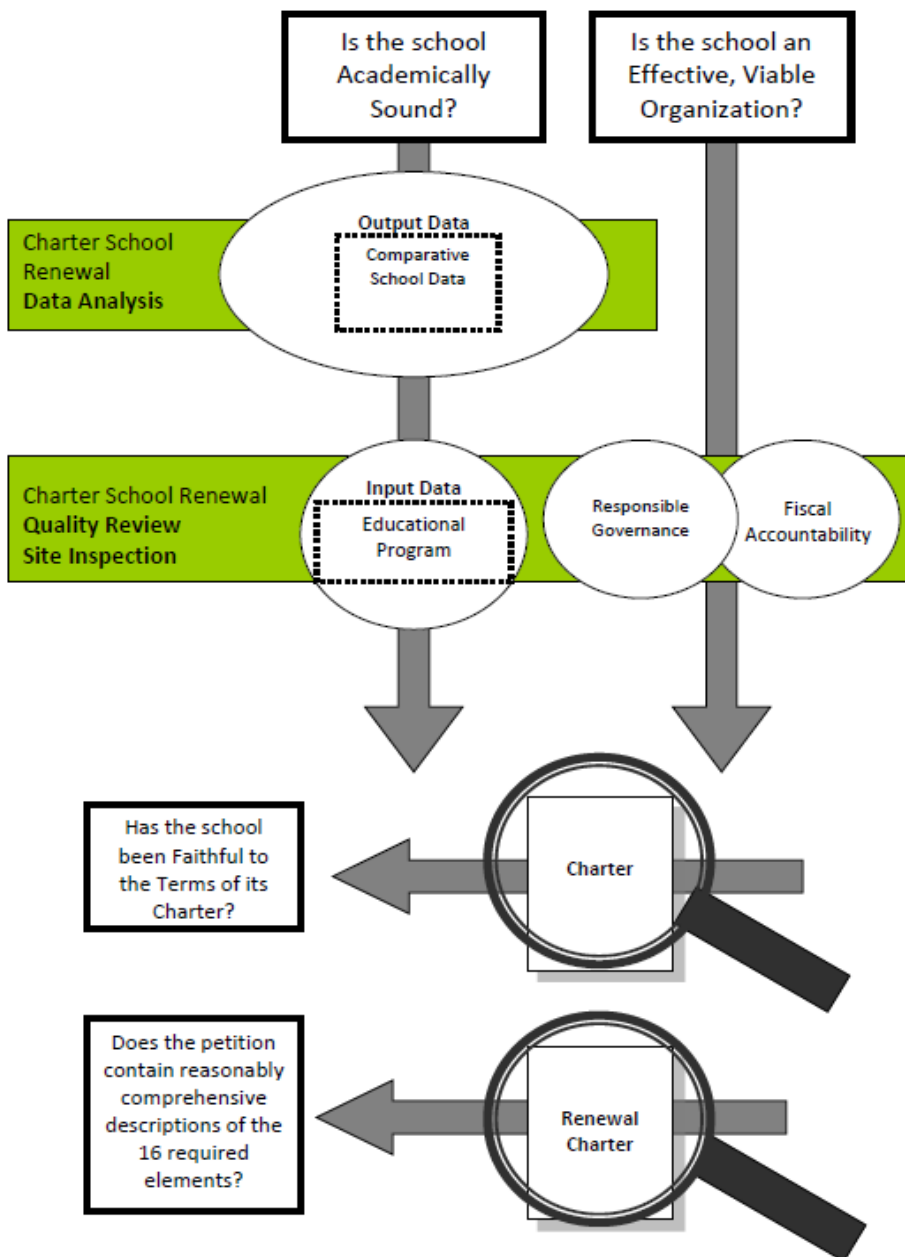 Is the school
Academically
Sound?
Is the school an
Effective, Viable
Organization?
Charter School
Renewal
Data Analysis
Output Data
Comparative
School Data
Charter School Renewal
Quality Review
Site Inspection
Input Data
Educational
Program
Responsible
Governance
Fiscal
Accountability
Has the school
been Faithful to
the Terms of its
Charter?
Charter
Does the petition
contain reasonably
comprehensive
descriptions of the
16 required
elements?
Renewal
Charter